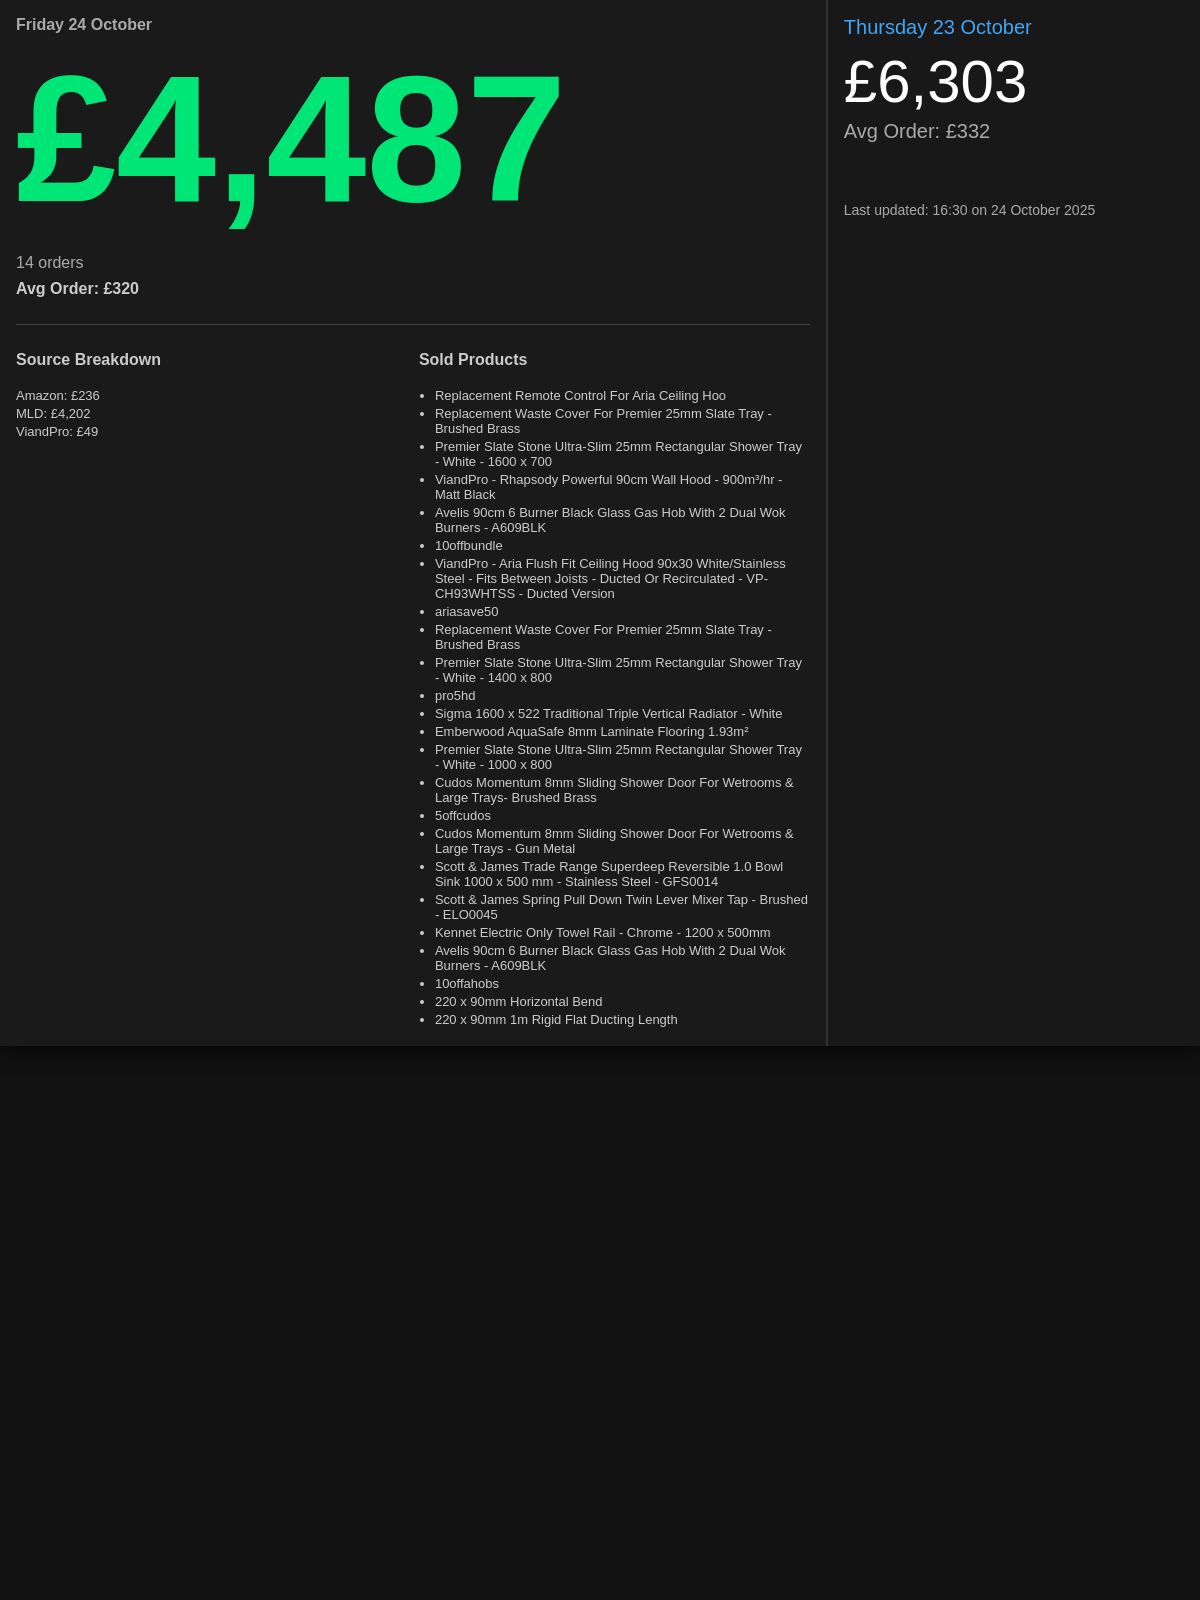 Friday 24 October
£4,487
14 orders
Avg Order: £320
Source Breakdown
Amazon: £236
MLD: £4,202
ViandPro: £49
Sold Products
• Replacement Remote Control For Aria Ceiling Hoo
• Replacement Waste Cover For Premier 25mm Slate Tray -
Brushed Brass
• Premier Slate Stone Ultra-Slim 25mm Rectangular Shower Tray
- White - 1600 x 700
• ViandPro - Rhapsody Powerful 90cm Wall Hood - 900m³/hr -
Matt Black
• Avelis 90cm 6 Burner Black Glass Gas Hob With 2 Dual Wok
Burners - A609BLK
• 10offbundle
• ViandPro - Aria Flush Fit Ceiling Hood 90x30 White/Stainless
Steel - Fits Between Joists - Ducted Or Recirculated - VP-
CH93WHTSS - Ducted Version
• ariasave50
• Replacement Waste Cover For Premier 25mm Slate Tray -
Brushed Brass
• Premier Slate Stone Ultra-Slim 25mm Rectangular Shower Tray
- White - 1400 x 800
• pro5hd
• Sigma 1600 x 522 Traditional Triple Vertical Radiator - White
• Emberwood AquaSafe 8mm Laminate Flooring 1.93m²
• Premier Slate Stone Ultra-Slim 25mm Rectangular Shower Tray
- White - 1000 x 800
• Cudos Momentum 8mm Sliding Shower Door For Wetrooms &
Large Trays- Brushed Brass
• 5offcudos
• Cudos Momentum 8mm Sliding Shower Door For Wetrooms &
Large Trays - Gun Metal
• Scott & James Trade Range Superdeep Reversible 1.0 Bowl
Sink 1000 x 500 mm - Stainless Steel - GFS0014
• Scott & James Spring Pull Down Twin Lever Mixer Tap - Brushed
- ELO0045
• Kennet Electric Only Towel Rail - Chrome - 1200 x 500mm
• Avelis 90cm 6 Burner Black Glass Gas Hob With 2 Dual Wok
Burners - A609BLK
• 10offahobs
• 220 x 90mm Horizontal Bend
• 220 x 90mm 1m Rigid Flat Ducting Length
Thursday 23 October
£6,303
Avg Order: £332
Last updated: 16:30 on 24 October 2025